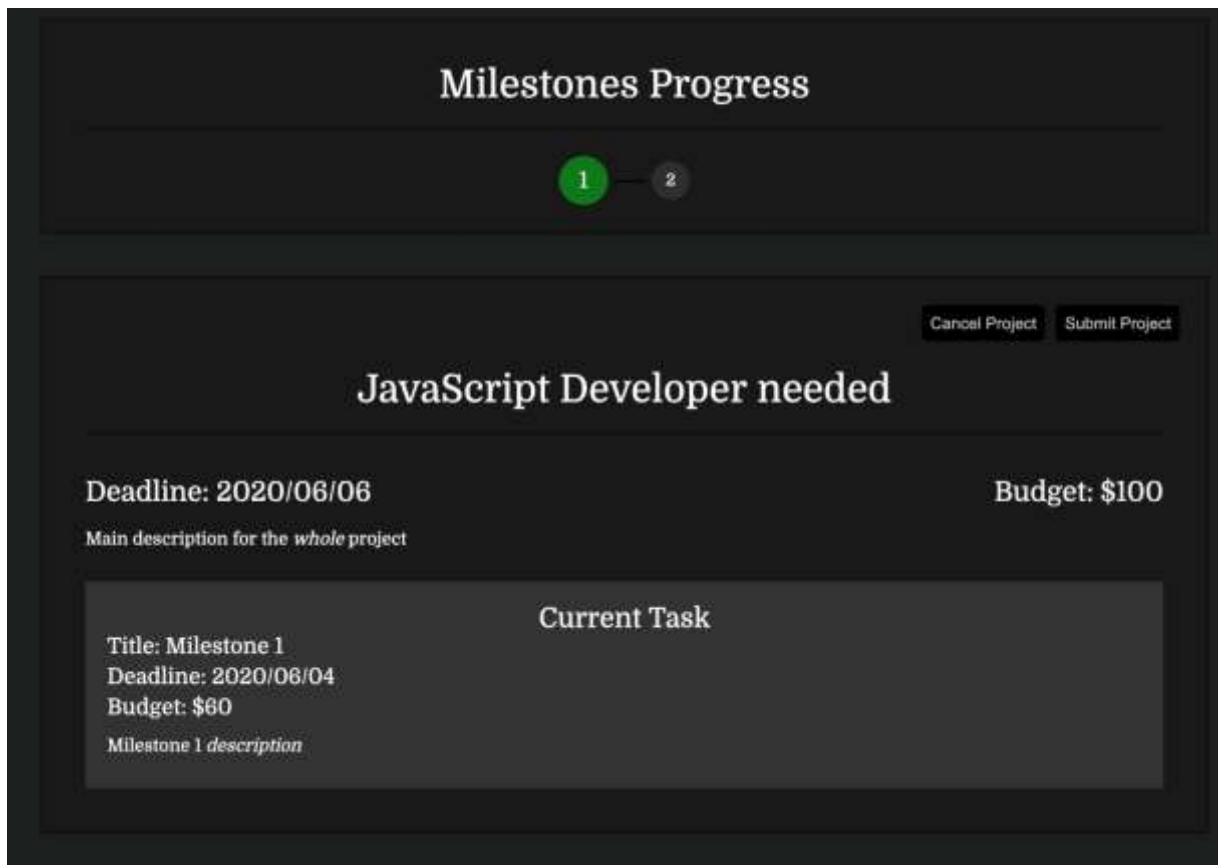 Milestones Progress
1 2
Cancel Project Submit Project
JavaScript Developer needed
Deadline: 2020/06/06 Budget: $100
Main description for the whole project
Current Task
Title: Milestone 1
Deadline: 2020/06/04
Budget: $60
Milestone 1 description